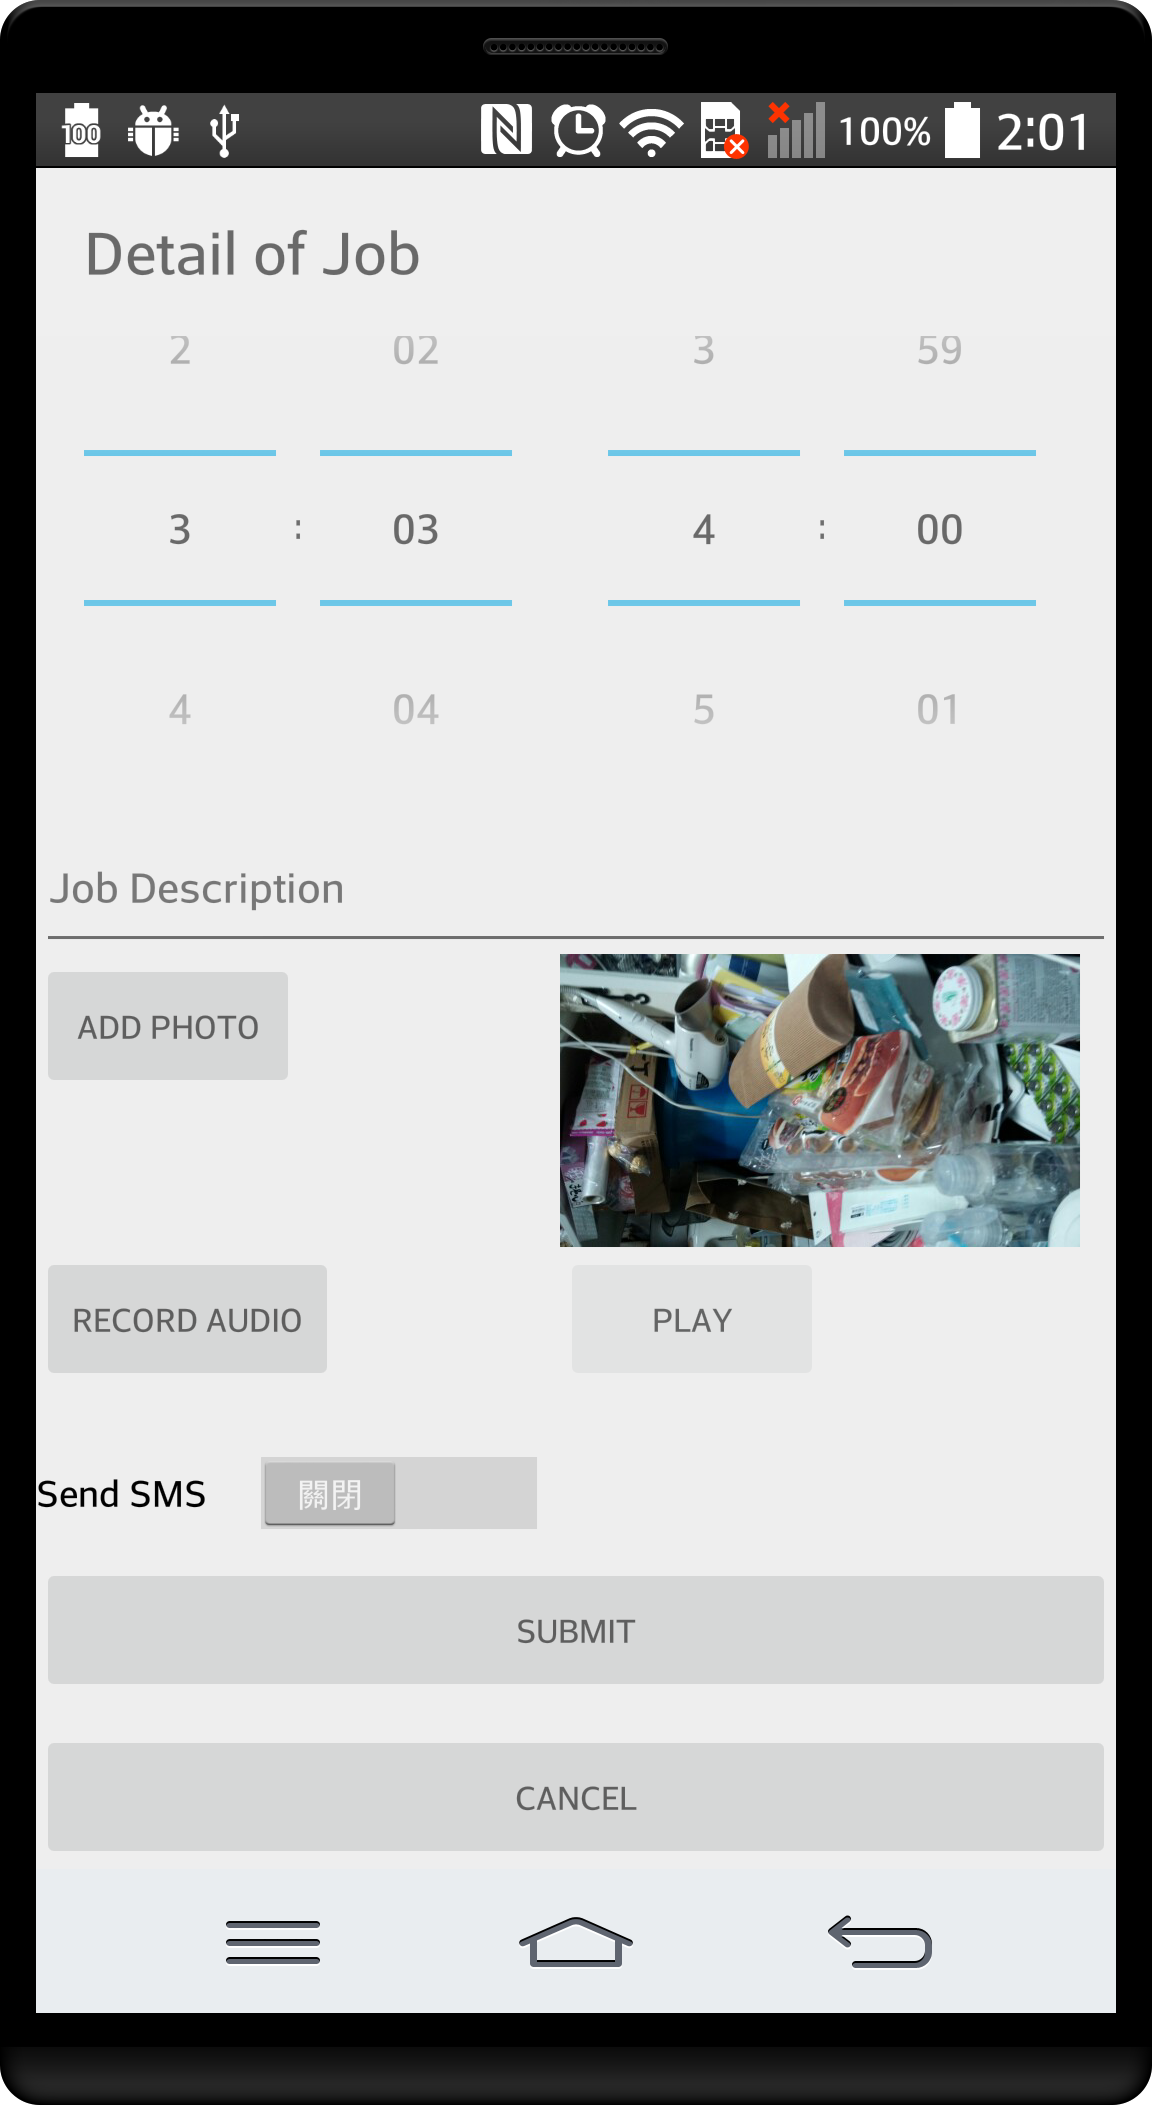 100 100% 2:01
Detail of Job
2 02 3 59
3 : 03 4 : 00
4 04 5 01
Job Description
ADD PHOTO
RECORD AUDIO PLAY
Send SMS 關閉
SUBMIT
CANCEL